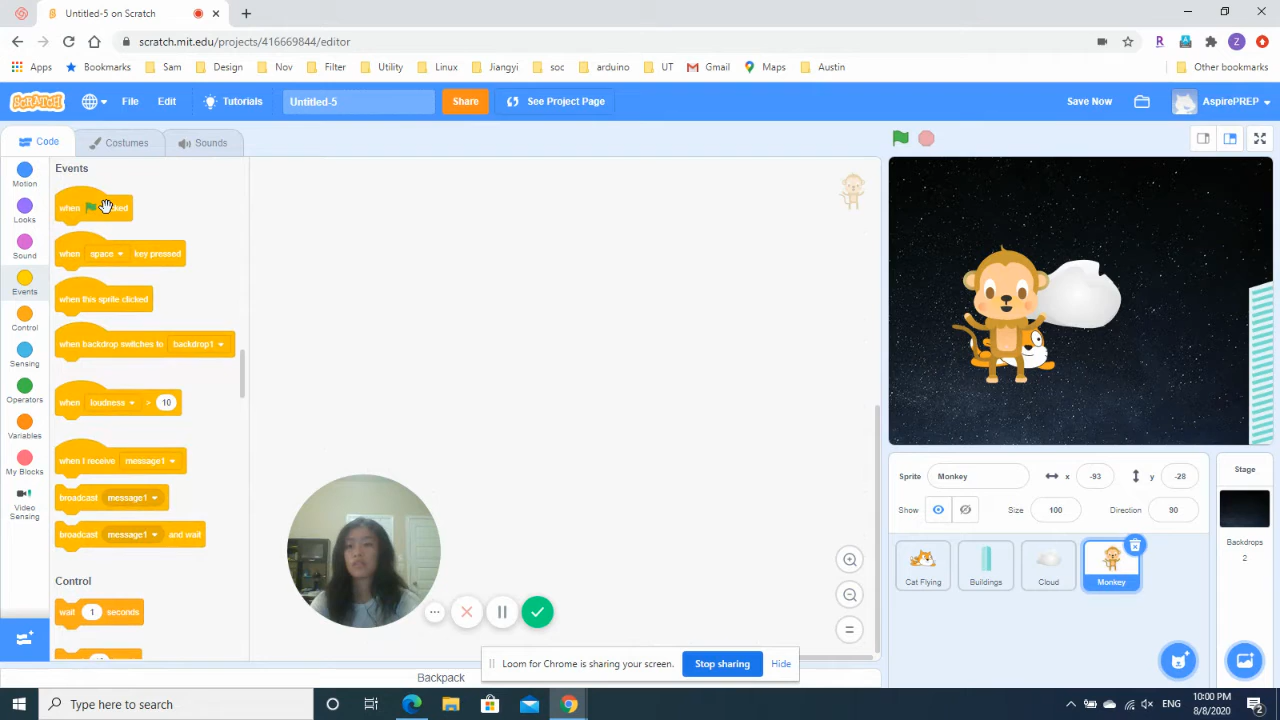 Untitled-5 on Scratch
scratch.mit.edu/projects/416669844/editor
R A Z
Apps Bookmarks Sam Design Nov Filter Utility Linux Jiangyi soc arduino UT Gmail Maps Austin Other bookmarks
SCRATCH File Edit Tutorials Untitled-5 Share See Project Page Save Now AspirePREP
Code Costumes Sounds
Motion
Looks
Sound
Events
Control
Sensing
Operators
Variables
My Blocks
Video
Sensing
Events
when
when space key pressed
when this sprite clicked
when backdrop switches to backdrop1
when loudness > 10
when I receive message1
broadcast message1
broadcast message1 and wait
Control
wait 1 seconds
Sprite Monkey x -93 y -28
Show Size 100 Direction 90
Cat Flying Buildings Cloud Monkey
Stage
Backdrops
2
Loom for Chrome is sharing your screen. Stop sharing Hide
Backpack
Type here to search
ENG
10:00 PM
8/8/2020
2